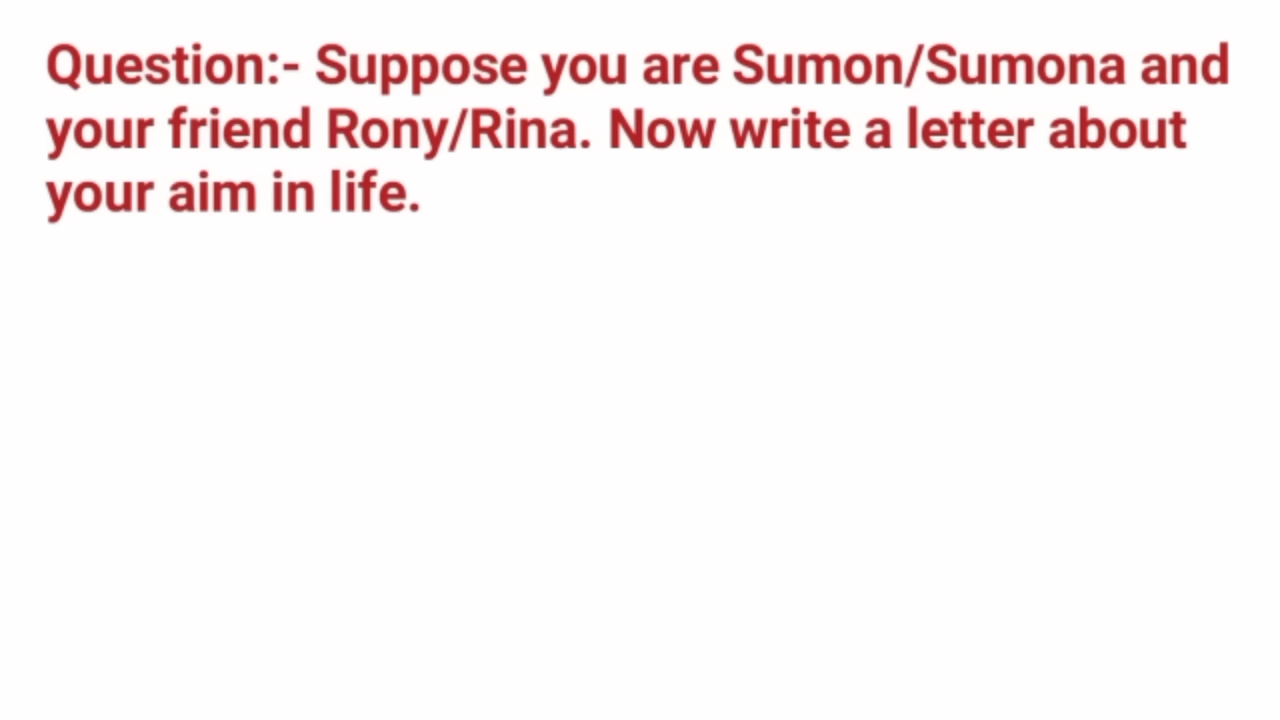 Question:- Suppose you are Sumon/Sumona and
your friend Rony/Rina. Now write a letter about
your aim in life.